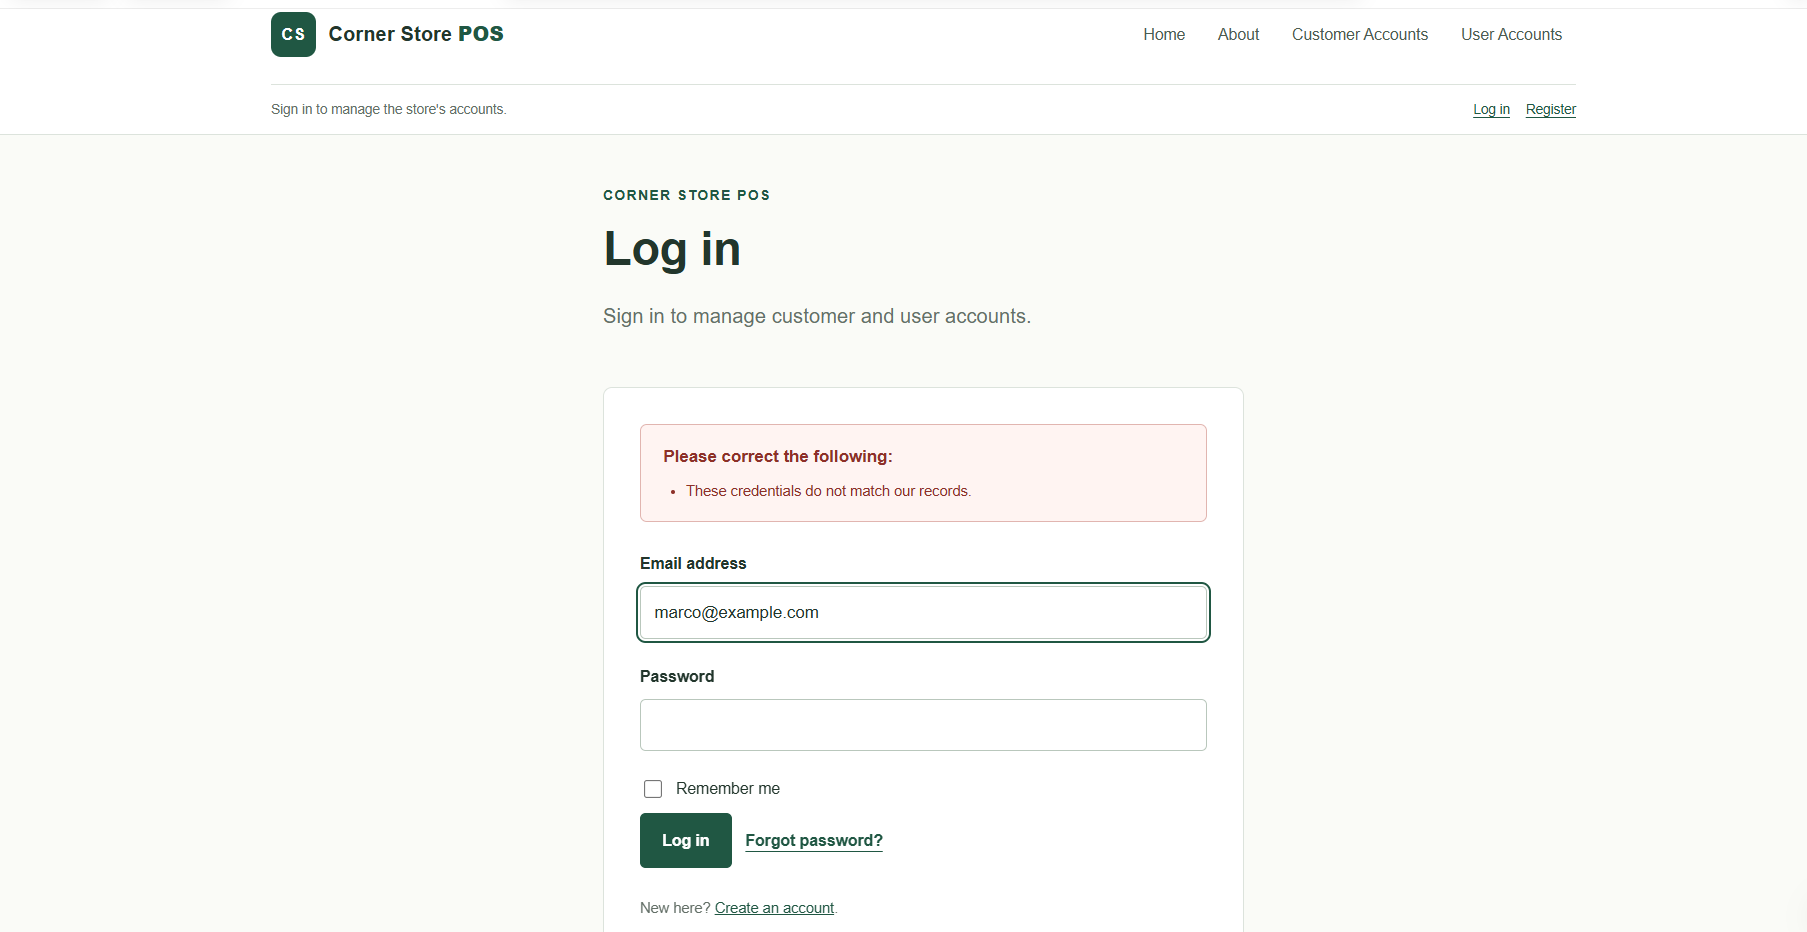 CS Corner Store POS Home About Customer Accounts User Accounts
Sign in to manage the store's accounts. Log in Register
CORNER STORE POS
Log in
Sign in to manage customer and user accounts.
Please correct the following:
• These credentials do not match our records.
Email address
marco@example.com
Password
Remember me
Log in Forgot password?
New here? Create an account.